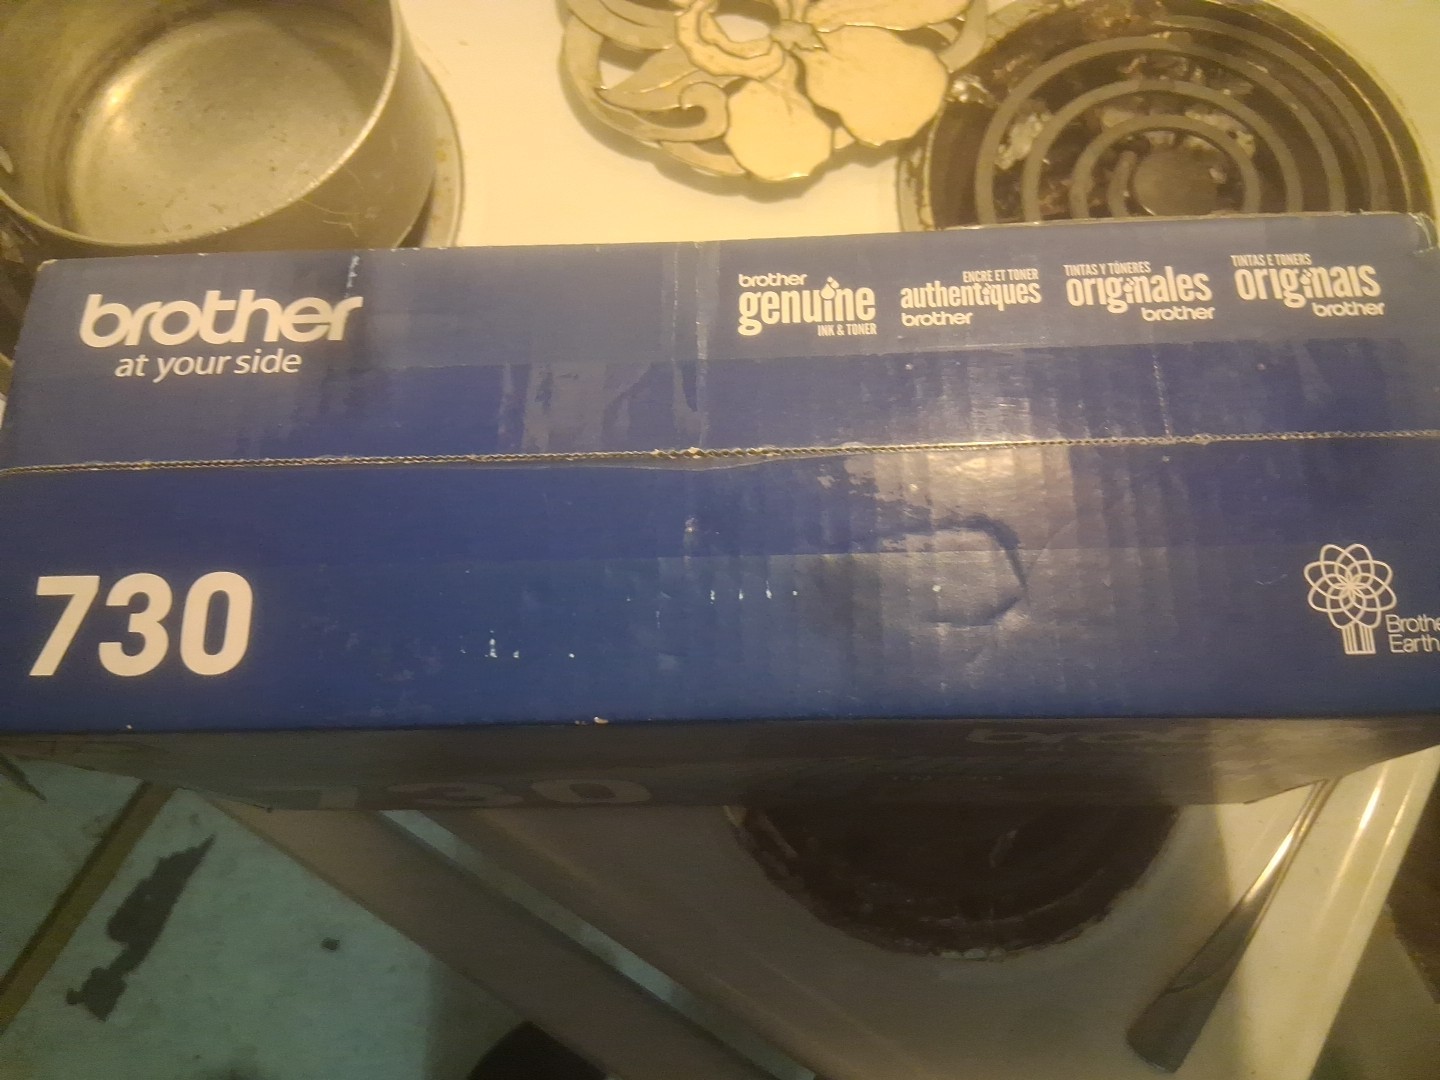 brother
at your side
brother
genuine
INK & TONER
ENCRE ET TONER
authentiques
brother
TINTAS Y TÓNERES
originales
brother
TINTAS E TONERS
originais
brother
730
Brothe
Earth
730